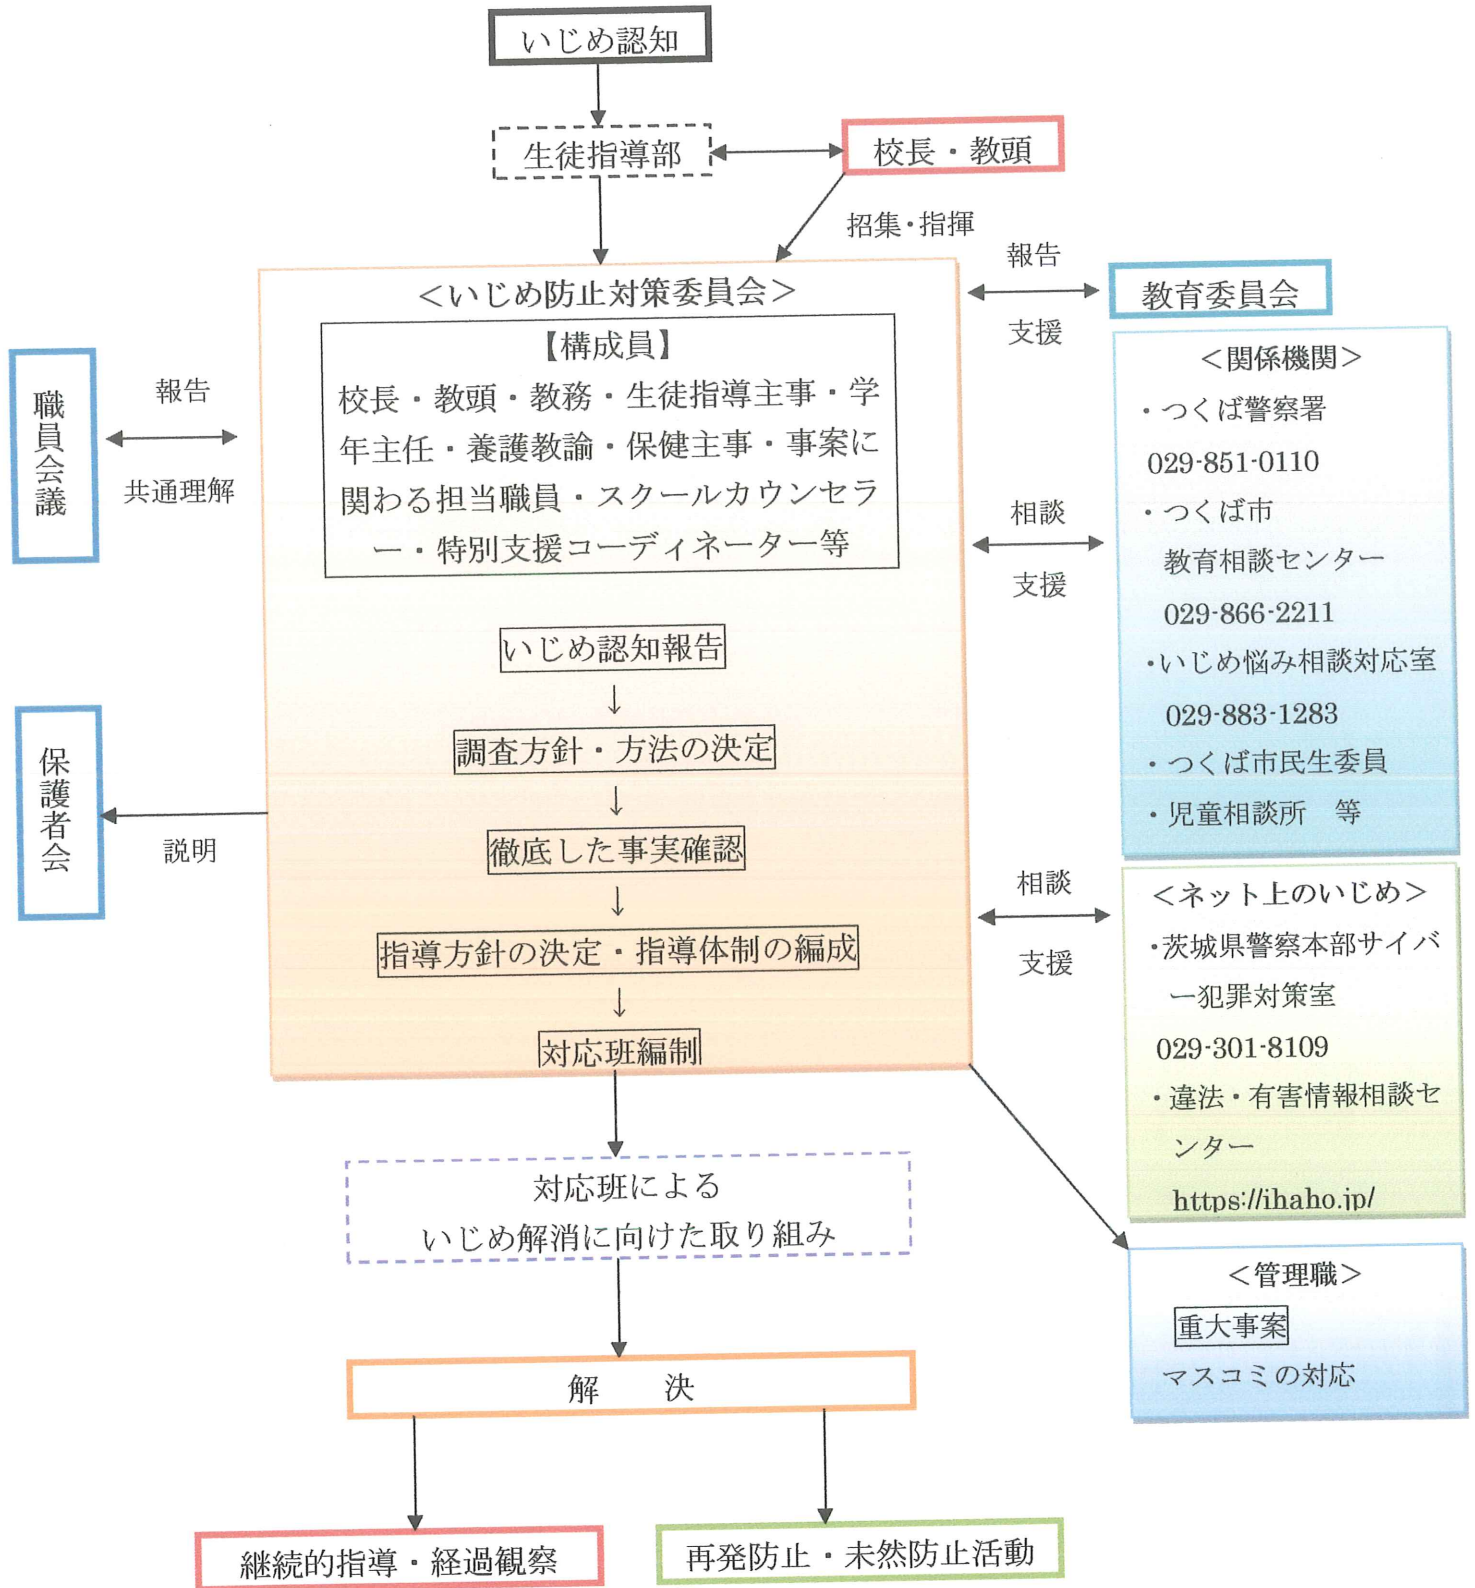 いじめ認知
生徒指導部
校長・教頭
招集・指揮
＜いじめ防止対策委員会＞
【構成員】
校長・教頭・教務・生徒指導主事・学
年主任・養護教諭・保健主事・事案に
関わる担当職員・スクールカウンセラ
ー・特別支援コーディネーター等
いじめ認知報告
↓
調査方針・方法の決定
↓
徹底した事実確認
↓
指導方針の決定・指導体制の編成
↓
対応班編制
職員会議
報告
共通理解
保護者会
説明
報告
支援
教育委員会
相談
支援
＜関係機関＞
・つくば警察署
029-851-0110
・つくば市
教育相談センター
029-866-2211
・いじめ悩み相談対応室
029-883-1283
・つくば市民生委員
・児童相談所　等
相談
支援
＜ネット上のいじめ＞
・茨城県警察本部サイバ
ー犯罪対策室
029-301-8109
・違法・有害情報相談セ
ンター
https://ihaho.jp/
＜管理職＞
重大事案
マスコミの対応
対応班による
いじめ解消に向けた取り組み
解　　決
継続的指導・経過観察
再発防止・未然防止活動